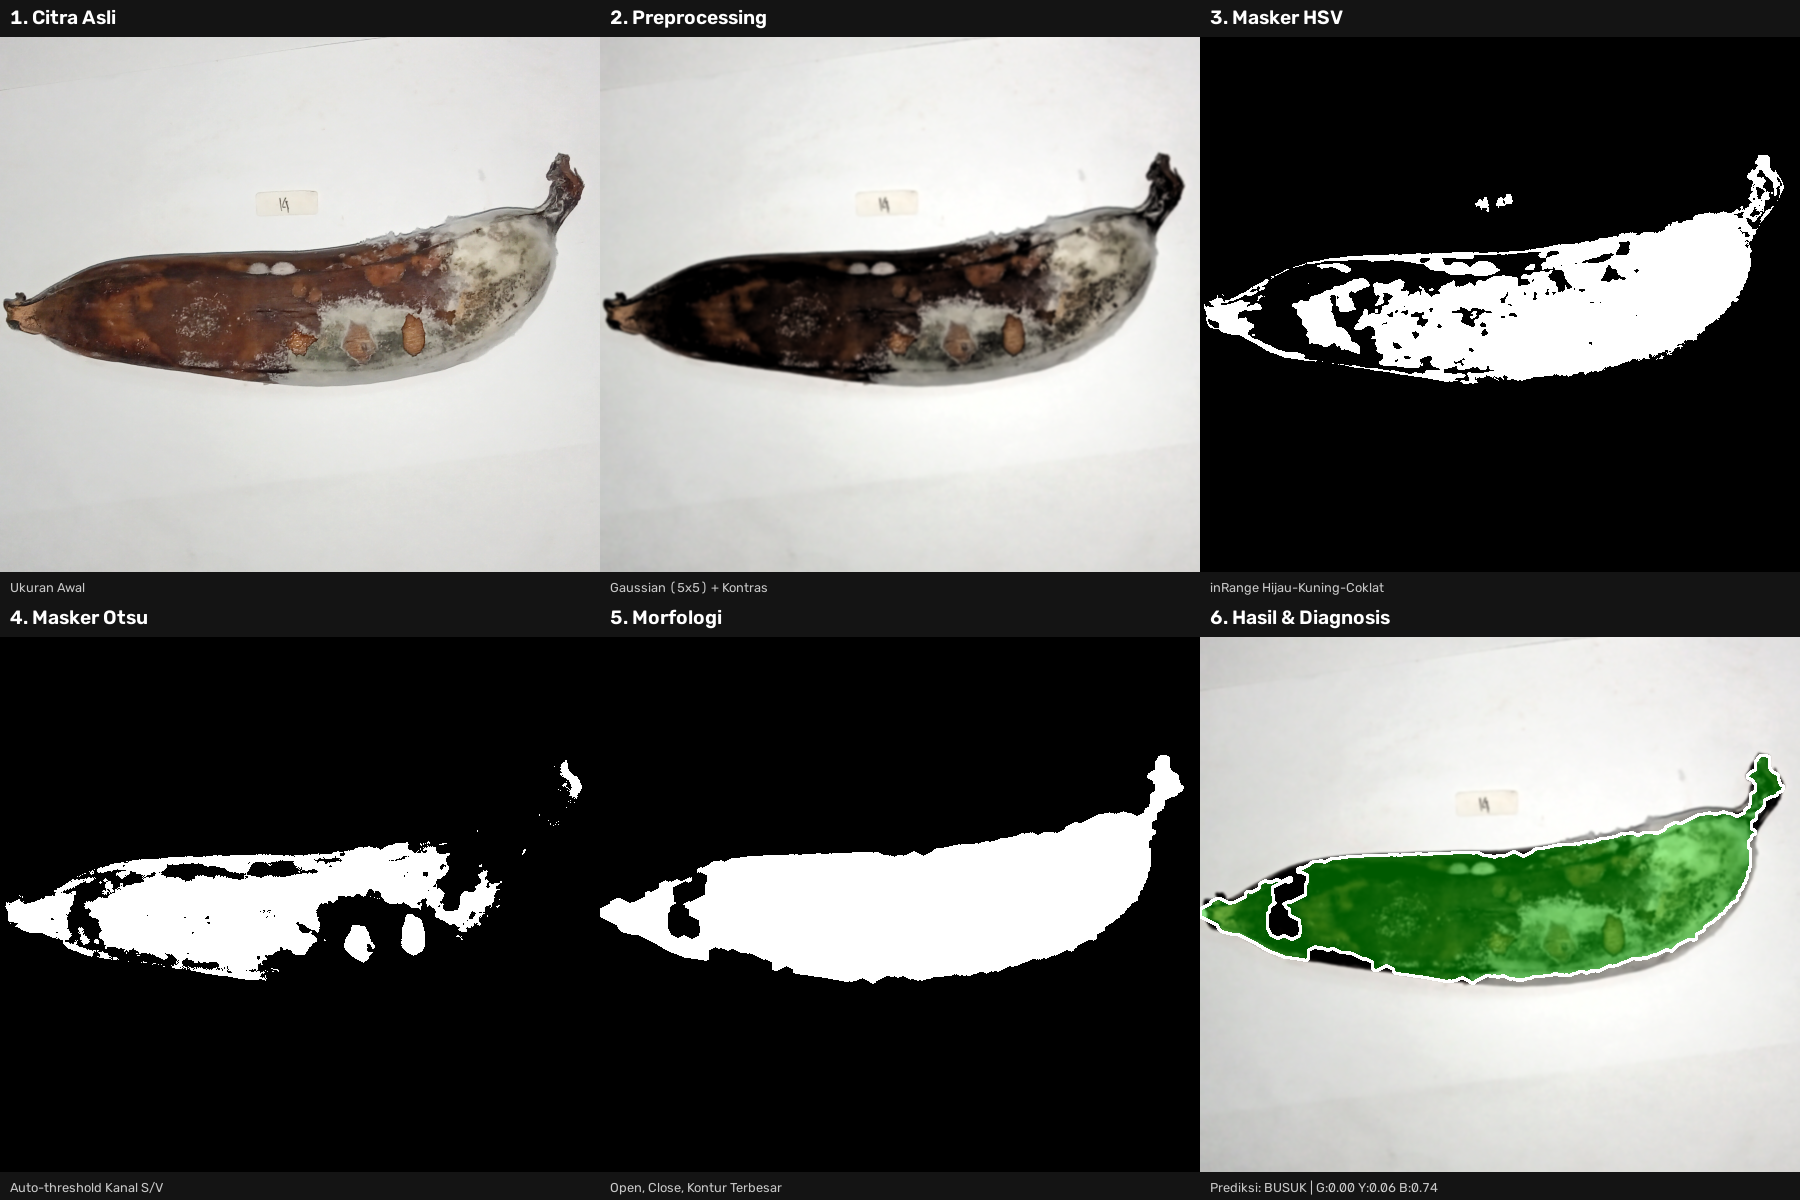 1. Citra Asli
2. Preprocessing
3. Masker HSV
14
14
Ukuran Awal
Gaussian (5x5) + Kontras
inRange Hijau-Kuning-Coklat
4. Masker Otsu
5. Morfologi
6. Hasil & Diagnosis
14
Auto-threshold Kanal S/V
Open, Close, Kontur Terbesar
Prediksi: BUSUK | G:0.00 Y:0.06 B:0.74